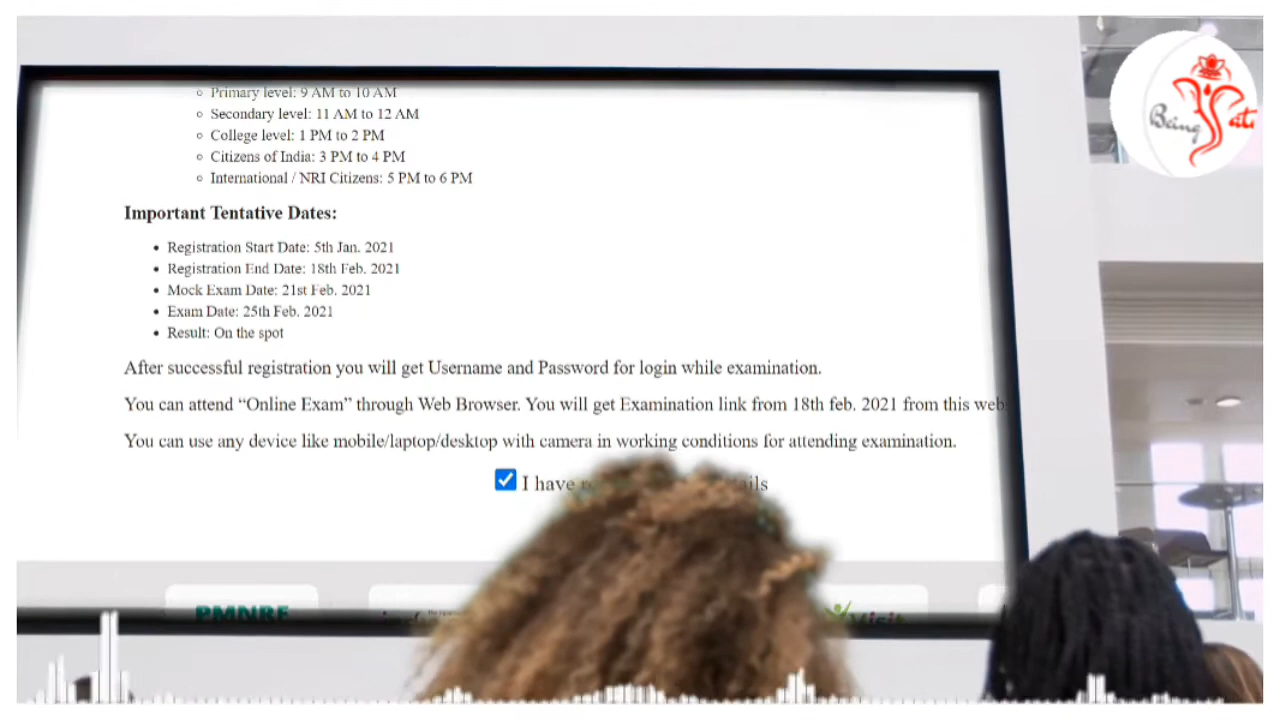 Primary level: 9 AM to 10 AM
Secondary level: 11 AM to 12 AM
College level: 1 PM to 2 PM
Citizens of India: 3 PM to 4 PM
International / NRI Citizens: 5 PM to 6 PM
Important Tentative Dates:
Registration Start Date: 5th Jan. 2021
Registration End Date: 18th Feb. 2021
Mock Exam Date: 21st Feb. 2021
Exam Date: 25th Feb. 2021
Result: On the spot
After successful registration you will get Username and Password for login while examination.
You can attend “Online Exam” through Web Browser. You will get Examination link from 18th feb. 2021 from this web
You can use any device like mobile/laptop/desktop with camera in working conditions for attending examination.
I have
PMNRF
Visit
Being